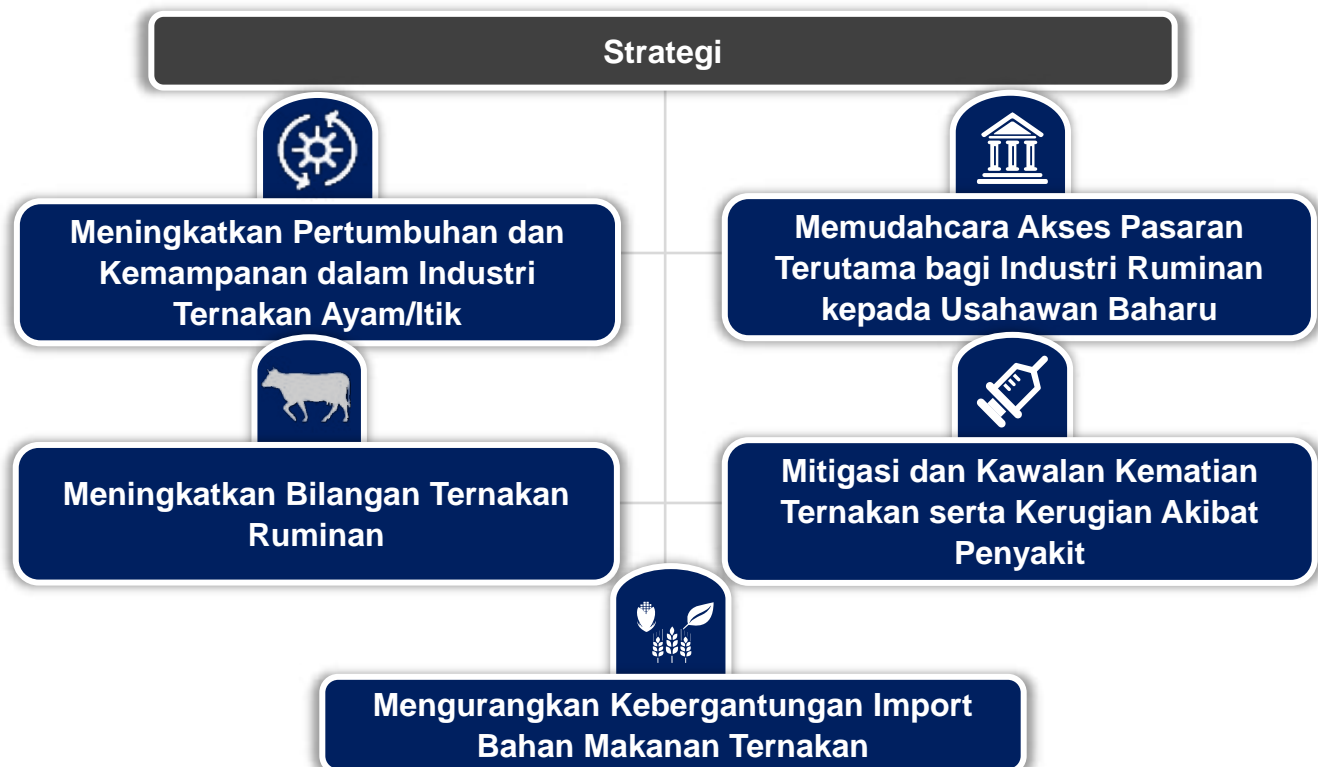 Strategi
Meningkatkan Pertumbuhan dan
Kemampanan dalam Industri
Ternakan Ayam/Itik
Memudahcara Akses Pasaran
Terutama bagi Industri Ruminan
kepada Usahawan Baharu
Meningkatkan Bilangan Ternakan
Ruminan
Mitigasi dan Kawalan Kematian
Ternakan serta Kerugian Akibat
Penyakit
Mengurangkan Kebergantungan Import
Bahan Makanan Ternakan